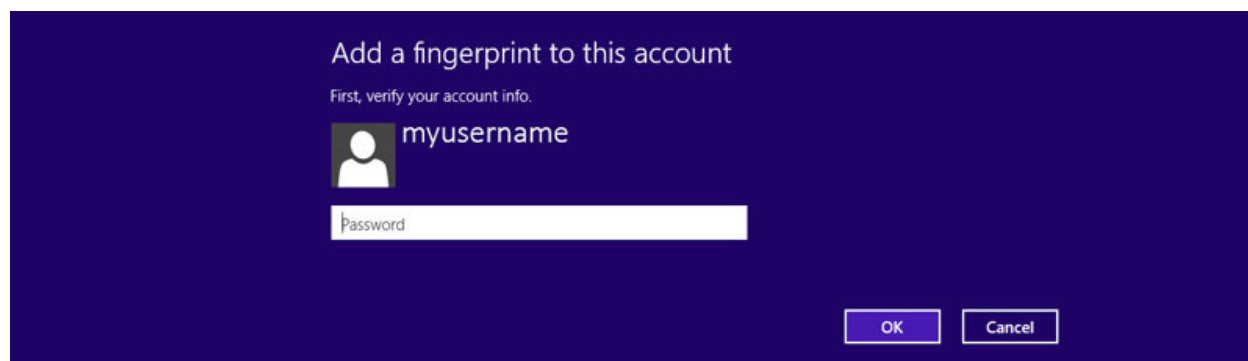 Add a fingerprint to this account
First, verify your account info.
myusername
Password
OK Cancel